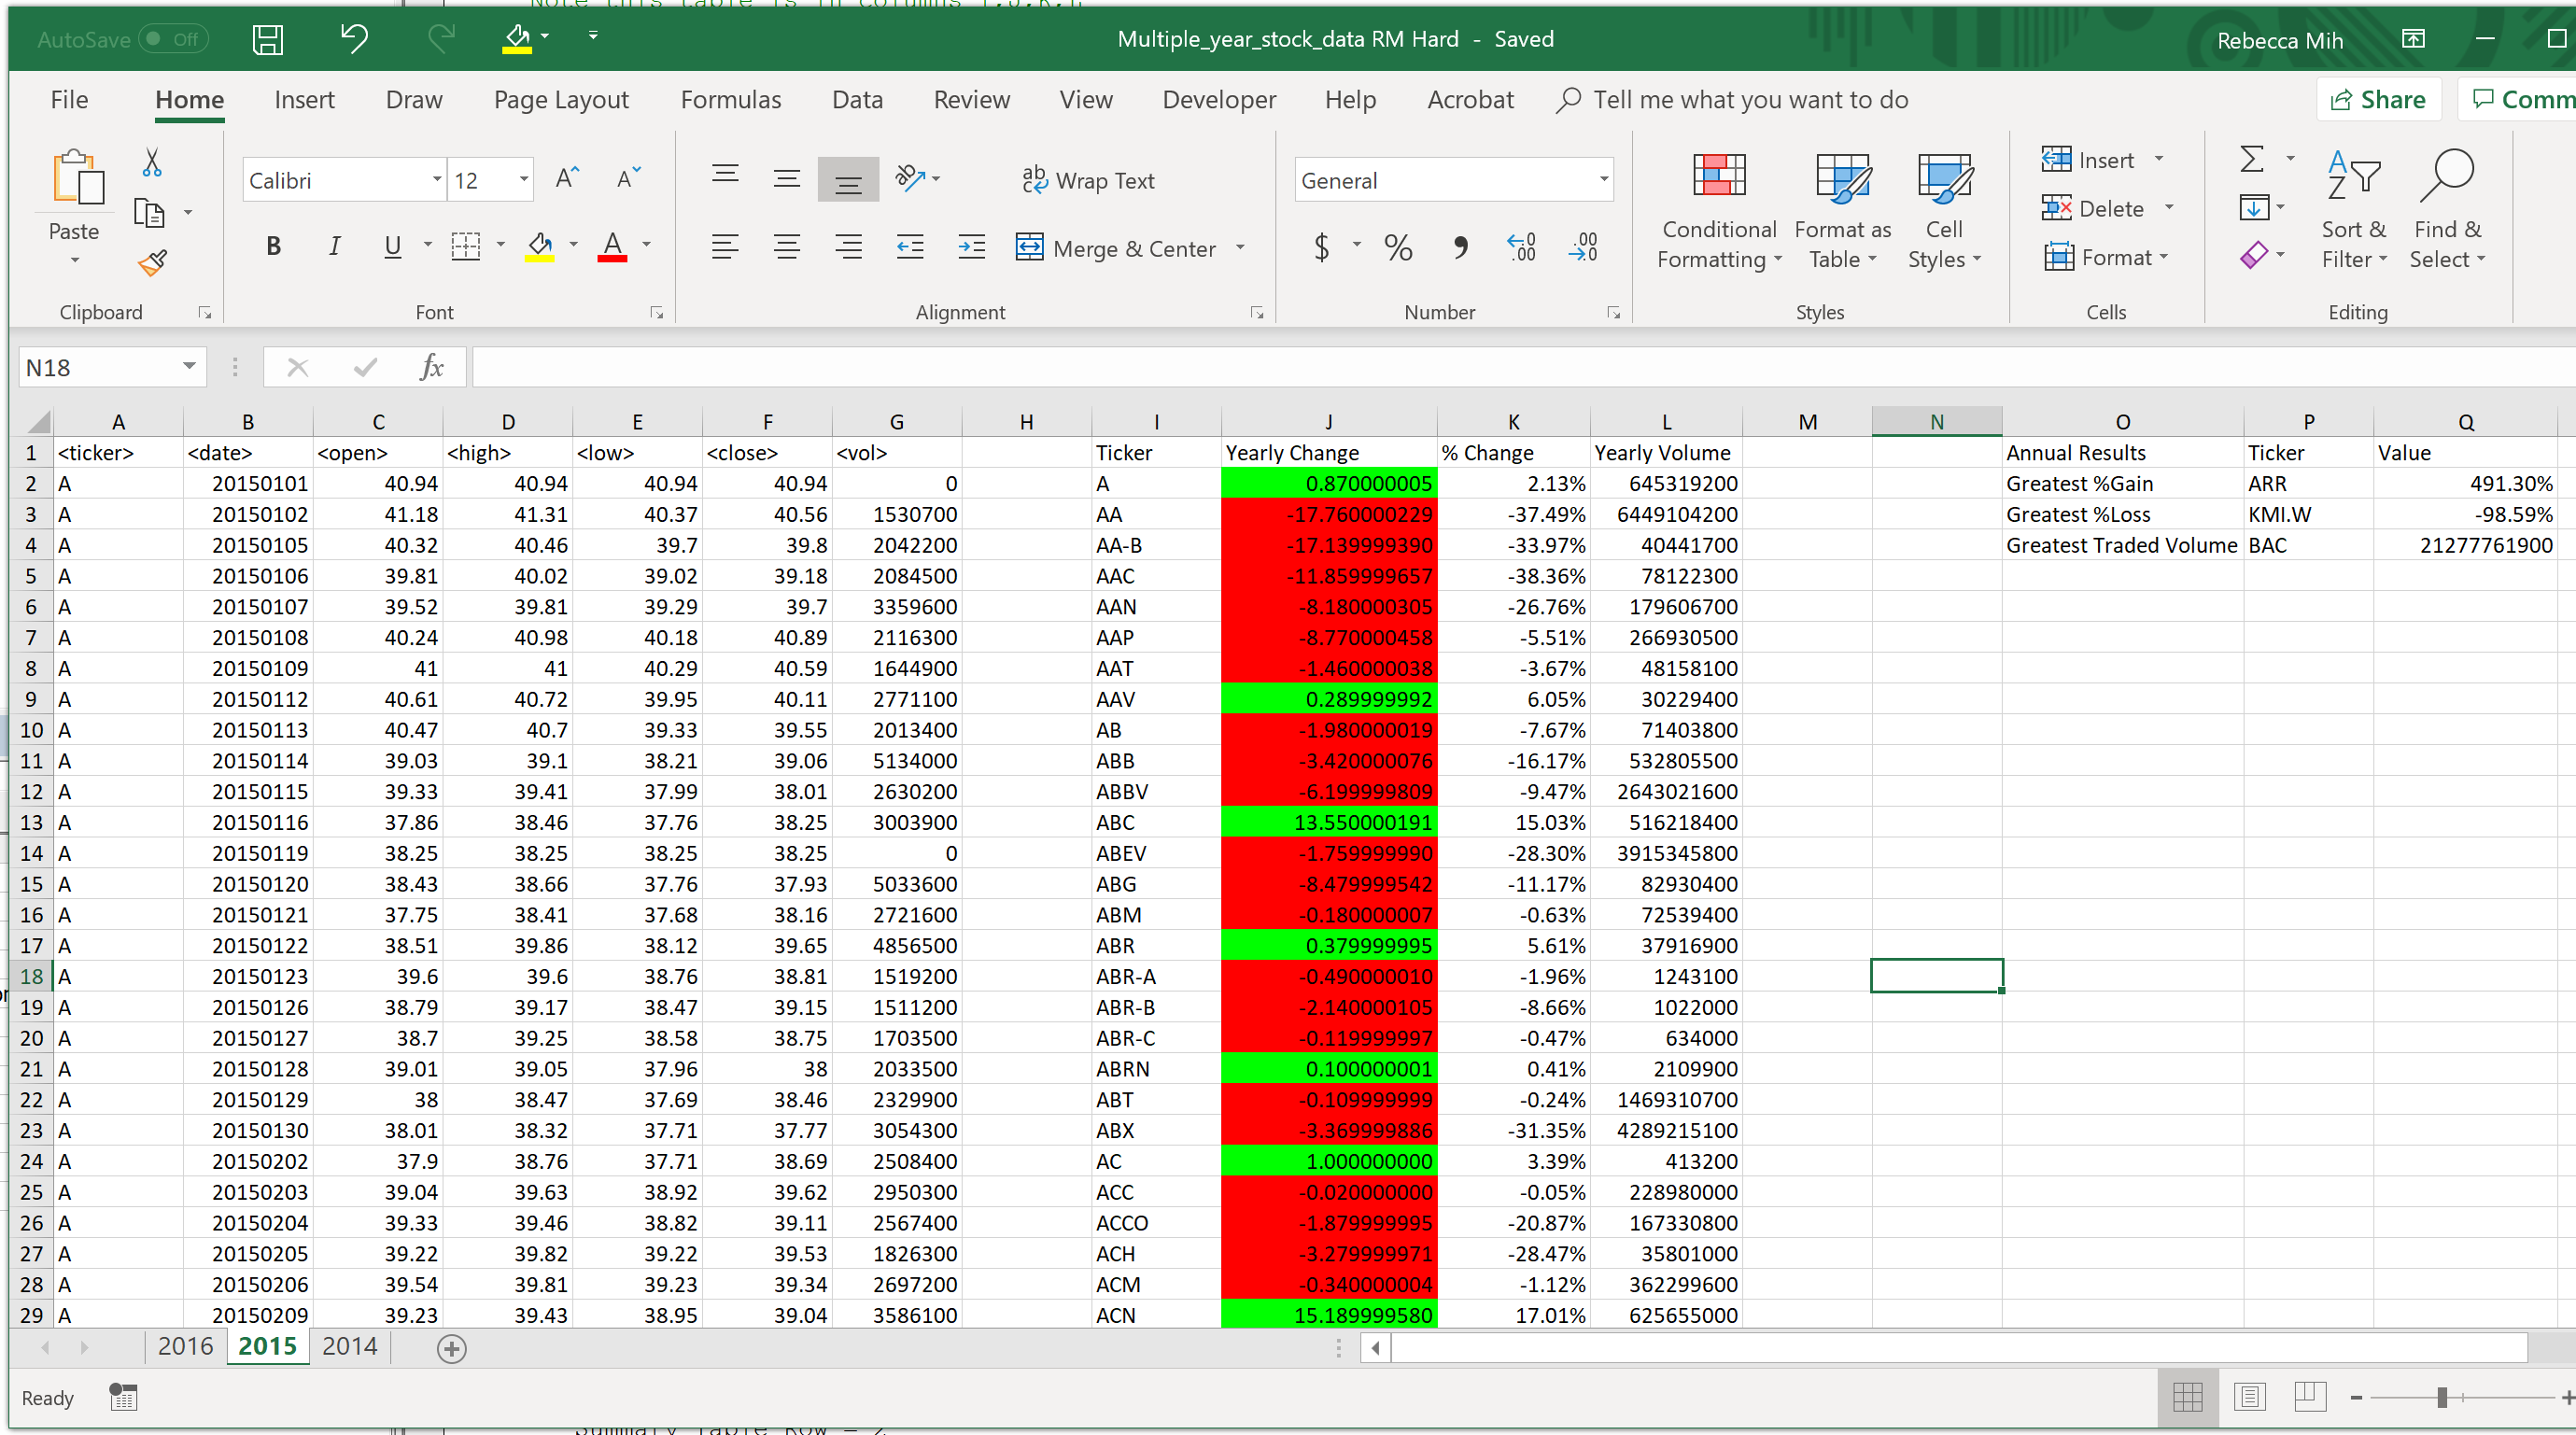 Note this table is in columns I,J,K,L
AutoSave Off Multiple_year_stock_data RM Hard - Saved Rebecca Mih
File Home Insert Draw Page Layout Formulas Data Review View Developer Help Acrobat Tell me what you want to do Share Comm
Calibri 12 A A ab Wrap Text General Insert Σ A Z
Paste B I U A Merge & Center $ % , .00 .00 Conditional Formatting Format as Table Cell Styles Delete Format Sort & Filter Find & Select
Clipboard Font Alignment Number Styles Cells Editing
N18 fx
A B C D E F G H I J K L M N O P Q
1 <ticker> <date> <open> <high> <low> <close> <vol> Ticker Yearly Change % Change Yearly Volume Annual Results Ticker Value
2 A 20150101 40.94 40.94 40.94 40.94 0 A 0.870000005 2.13% 645319200 Greatest %Gain ARR 491.30%
3 A 20150102 41.18 41.31 40.37 40.56 1530700 AA -17.760000229 -37.49% 6449104200 Greatest %Loss KMI.W -98.59%
4 A 20150105 40.32 40.46 39.7 39.8 2042200 AA-B -17.139999390 -33.97% 40441700 Greatest Traded Volume BAC 21277761900
5 A 20150106 39.81 40.02 39.02 39.18 2084500 AAC -11.859999657 -38.36% 78122300
6 A 20150107 39.52 39.81 39.29 39.7 3359600 AAN -8.180000305 -26.76% 179606700
7 A 20150108 40.24 40.98 40.18 40.89 2116300 AAP -8.770000458 -5.51% 266930500
8 A 20150109 41 41 40.29 40.59 1644900 AAT -1.460000038 -3.67% 48158100
9 A 20150112 40.61 40.72 39.95 40.11 2771100 AAV 0.289999992 6.05% 30229400
10 A 20150113 40.47 40.7 39.33 39.55 2013400 AB -1.980000019 -7.67% 71403800
11 A 20150114 39.03 39.1 38.21 39.06 5134000 ABB -3.420000076 -16.17% 532805500
12 A 20150115 39.33 39.41 37.99 38.01 2630200 ABBV -6.199999809 -9.47% 2643021600
13 A 20150116 37.86 38.46 37.76 38.25 3003900 ABC 13.550000191 15.03% 516218400
14 A 20150119 38.25 38.25 38.25 38.25 0 ABEV -1.759999990 -28.30% 3915345800
15 A 20150120 38.43 38.66 37.76 37.93 5033600 ABG -8.479999542 -11.17% 82930400
16 A 20150121 37.75 38.41 37.68 38.16 2721600 ABM -0.180000007 -0.63% 72539400
17 A 20150122 38.51 39.86 38.12 39.65 4856500 ABR 0.379999995 5.61% 37916900
18 A 20150123 39.6 39.6 38.76 38.81 1519200 ABR-A -0.490000010 -1.96% 1243100
19 A 20150126 38.79 39.17 38.47 39.15 1511200 ABR-B -2.140000105 -8.66% 1022000
20 A 20150127 38.7 39.25 38.58 38.75 1703500 ABR-C -0.119999997 -0.47% 634000
21 A 20150128 39.01 39.05 37.96 38 2033500 ABRN 0.100000001 0.41% 2109900
22 A 20150129 38 38.47 37.69 38.46 2329900 ABT -0.109999999 -0.24% 1469310700
23 A 20150130 38.01 38.32 37.71 37.77 3054300 ABX -3.369999886 -31.35% 4289215100
24 A 20150202 37.9 38.76 37.71 38.69 2508400 AC 1.000000000 3.39% 413200
25 A 20150203 39.04 39.63 38.92 39.62 2950300 ACC -0.020000000 -0.05% 228980000
26 A 20150204 39.33 39.46 38.82 39.11 2567400 ACCO -1.879999995 -20.87% 167330800
27 A 20150205 39.22 39.82 39.22 39.53 1826300 ACH -3.279999971 -28.47% 35801000
28 A 20150206 39.54 39.81 39.23 39.34 2697200 ACM -0.340000004 -1.12% 362299600
29 A 20150209 39.23 39.43 38.95 39.04 3586100 ACN 15.189999580 17.01% 625655000
2016 2015 2014
Ready
Summary Table Row = 2